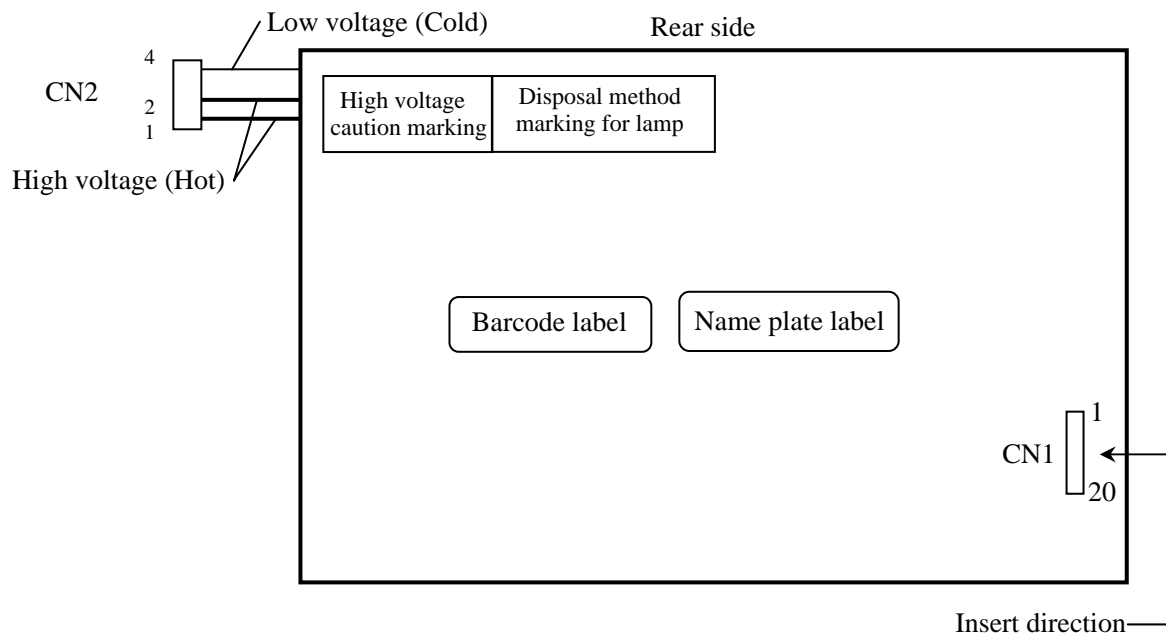 Low voltage (Cold)
Rear side
4
CN2
2
1
High voltage
caution marking
Disposal method
marking for lamp
High voltage (Hot)
Barcode label
Name plate label
1
CN1
20
Insert direction